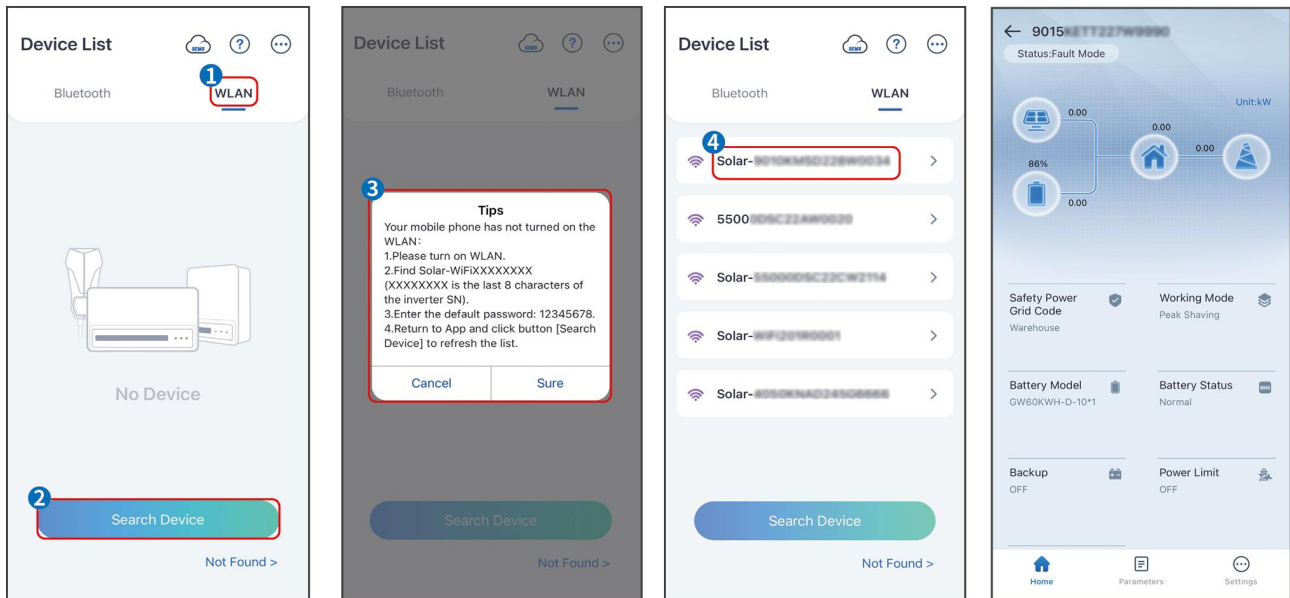 Device List
SEMS
?
Bluetooth
WLAN
1
No Device
2
Search Device
Not Found >
Device List
SEMS
?
Bluetooth
WLAN
3
Tips
Your mobile phone has not turned on the
WLAN:
1.Please turn on WLAN.
2.Find Solar-WiFiXXXXXXXX
(XXXXXXXX is the last 8 characters of
the inverter SN).
3.Enter the default password: 12345678.
4.Return to App and click button [Search
Device] to refresh the list.
Cancel
Sure
Search Device
Not Found >
Device List
SEMS
?
Bluetooth
WLAN
4
Solar-
5500
Solar-
Solar-
Solar-
Search Device
Not Found >
9015
Status:Fault Mode
Unit:kW
0.00
0.00
0.00
86%
0.00
Safety Power
Grid Code
Warehouse
Working Mode
Peak Shaving
Battery Model
GW60KWH-D-10*1
Battery Status
Normal
BMS
Backup
OFF
Power Limit
OFF
Home
Parameters
Settings